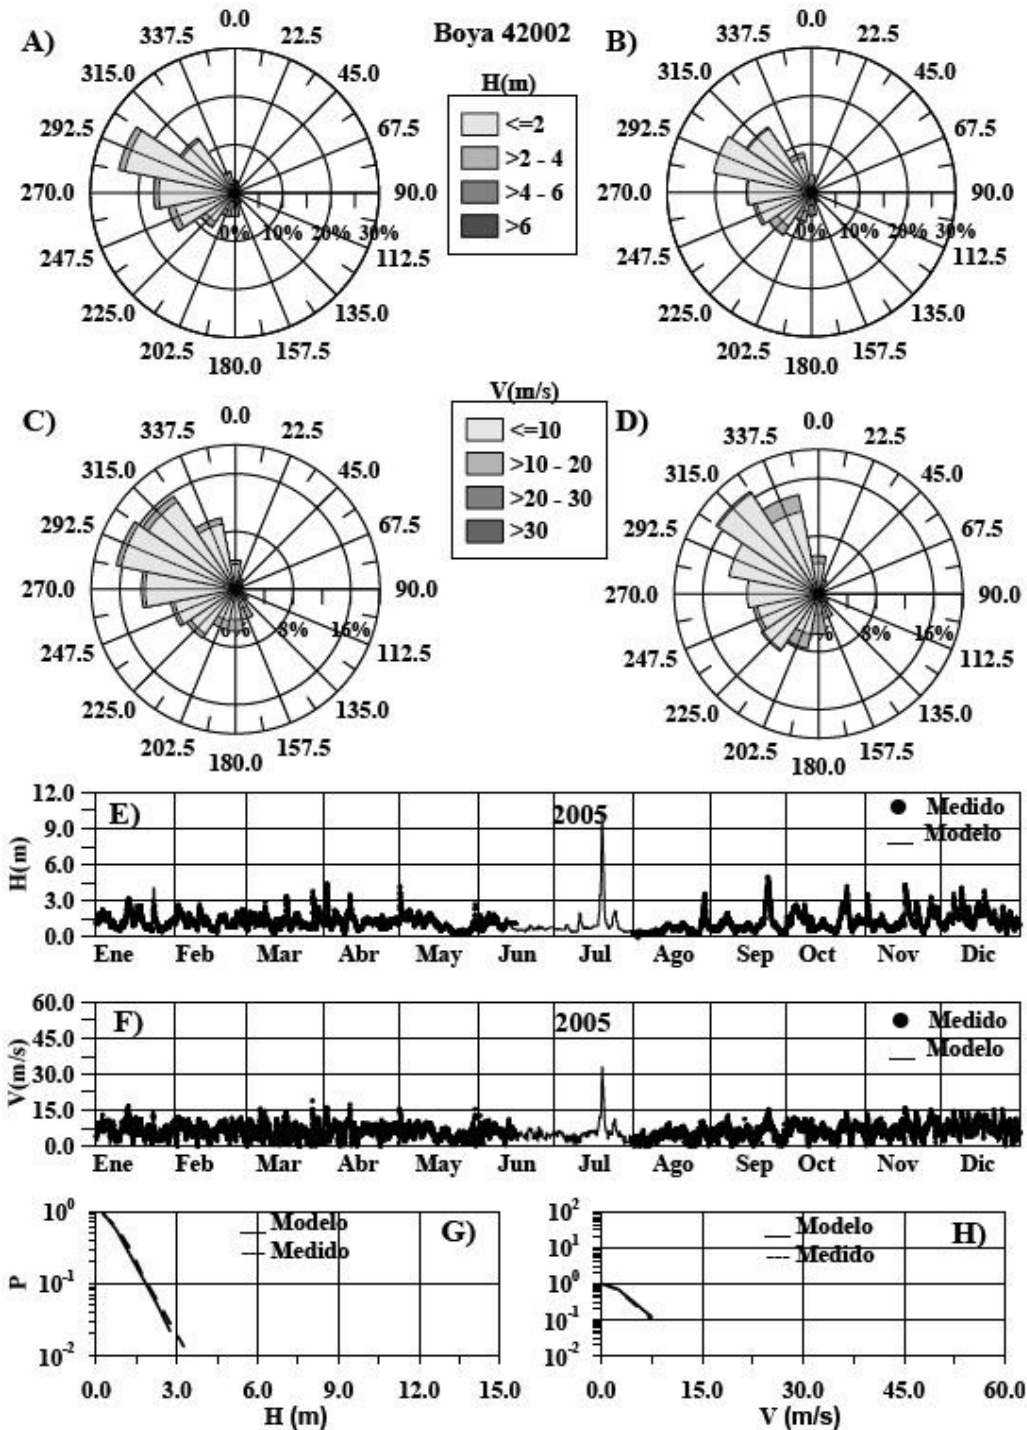 A)
Boya 42002
B)
0.0
22.5
45.0
67.5
90.0
112.5
135.0
157.5
180.0
202.5
225.0
247.5
270.0
292.5
315.0
337.5
0% 10% 20% 30%
H(m)
<=2
>2 - 4
>4 - 6
>6
0.0
22.5
45.0
67.5
90.0
112.5
135.0
157.5
180.0
202.5
225.0
247.5
270.0
292.5
315.0
337.5
0% 10% 20% 30%
C)
0.0
22.5
45.0
67.5
90.0
112.5
135.0
157.5
180.0
202.5
225.0
247.5
270.0
292.5
315.0
337.5
8% 16%
V(m/s)
<=10
>10 - 20
>20 - 30
>30
D)
0.0
22.5
45.0
67.5
90.0
112.5
135.0
157.5
180.0
202.5
225.0
247.5
270.0
292.5
315.0
337.5
8% 16%
E)
2005
Medido
Modelo
H(m)
12.0
9.0
6.0
3.0
0.0
Ene Feb Mar Abr May Jun Jul Ago Sep Oct Nov Dic
F)
2005
Medido
Modelo
V(m/s)
60.0
45.0
30.0
15.0
0.0
Ene Feb Mar Abr May Jun Jul Ago Sep Oct Nov Dic
G)
Modelo
Medido
P
10^0
10^-1
10^-2
0.0 3.0 6.0 9.0 12.0 15.0
H (m)
H)
Modelo
Medido
10^2
10^1
10^0
10^-1
10^-2
0.0 15.0 30.0 45.0 60.0
V (m/s)